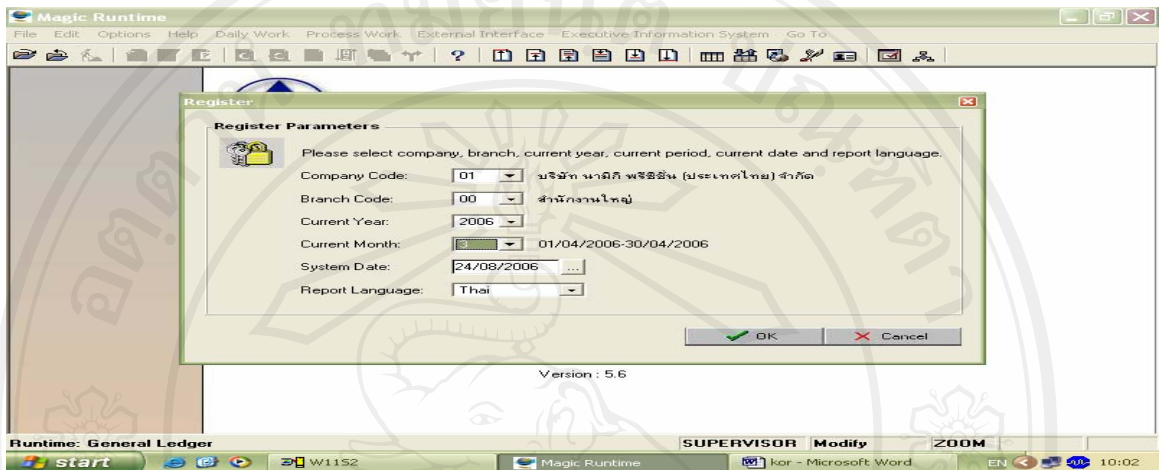 Magic Runtime
File Edit Options Help Daily Work Process Work External Interface Executive Information System Go To
Register
Register Parameters
Please select company, branch, current year, current period, current date and report language.
Company Code: 01 บริษัท นามิกิ พรีซิชั่น (ประเทศไทย) จำกัด
Branch Code: 00 สำนักงานใหญ่
Current Year: 2006
Current Month: 3 01/04/2006-30/04/2006
System Date: 24/08/2006 ...
Report Language: Thai
OK Cancel
Version : 5.6
Runtime: General Ledger SUPERVISOR Modify ZOOM
start W11S2 Magic Runtime kor - Microsoft Word EN 10:02